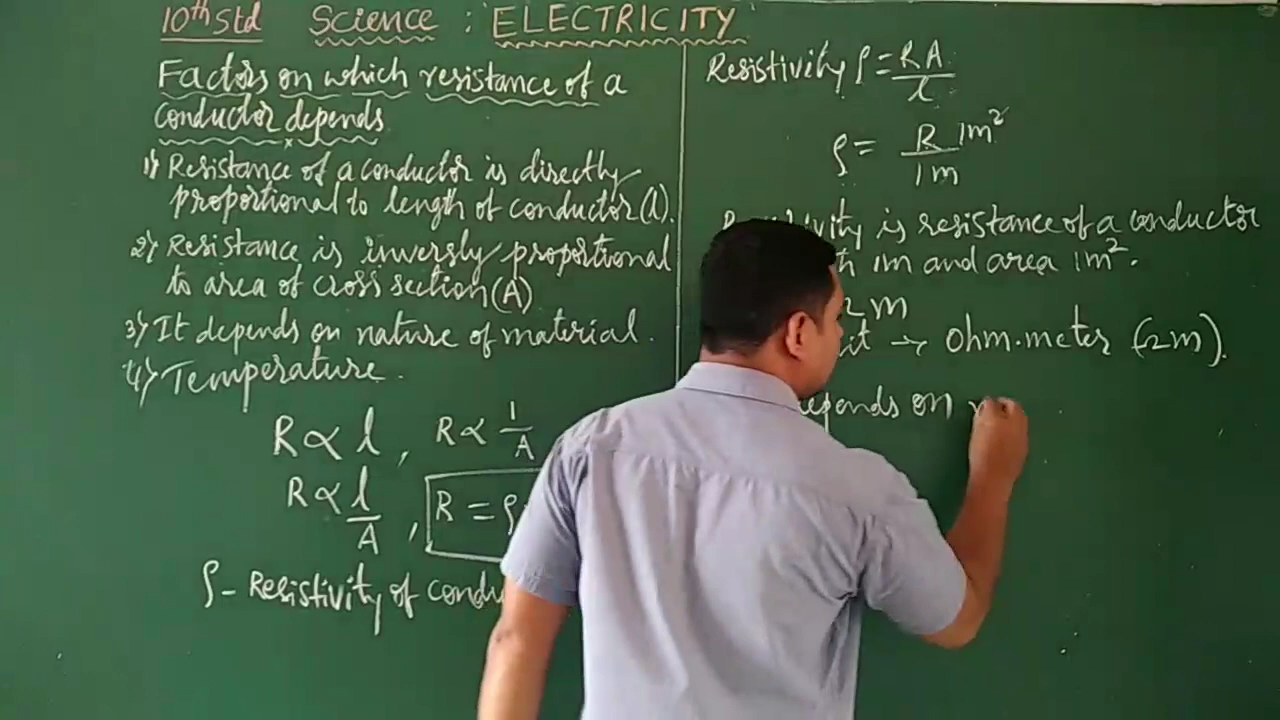 10th Std Science : ELECTRICITY
Factors on which resistance of a
conductor depends
1) Resistance of a conductor is directly
proportional to length of conductor (l).
2) Resistance is inversly proportional
to area of cross section (A)
3) It depends on nature of material.
4) Temperature.
R ∝ l , R ∝ 1/A
R ∝ l/A , R = ρ
ρ - Resistivity of
Resistivity ρ = RA/l
ρ = R 1m²/1m
is resistance of a conductor
1m and area 1m².
Ωm
→ Ohm.meter (Ωm).
depends on